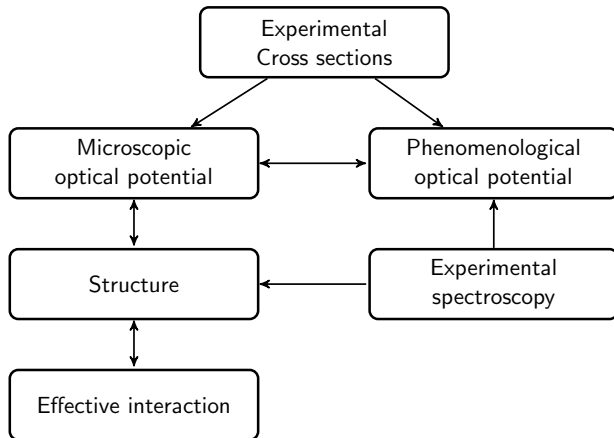 Experimental
Cross sections
Microscopic
optical potential
Phenomenological
optical potential
Structure
Experimental
spectroscopy
Effective interaction